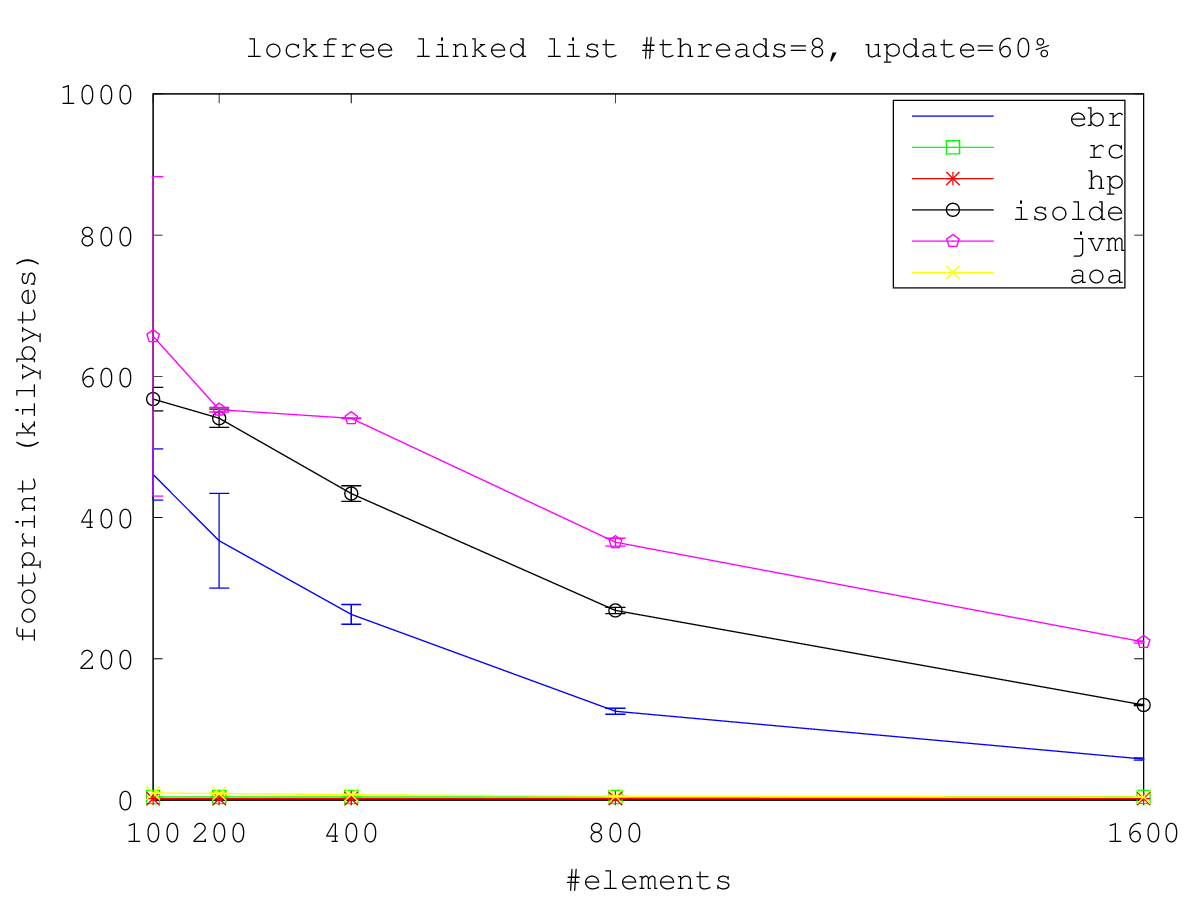 lockfree linked list #threads=8, update=60%
1000
800
600
400
200
0
footprint (kilybytes)
ebr
rc
hp
isolde
jvm
aoa
100 200 400 800 1600
#elements